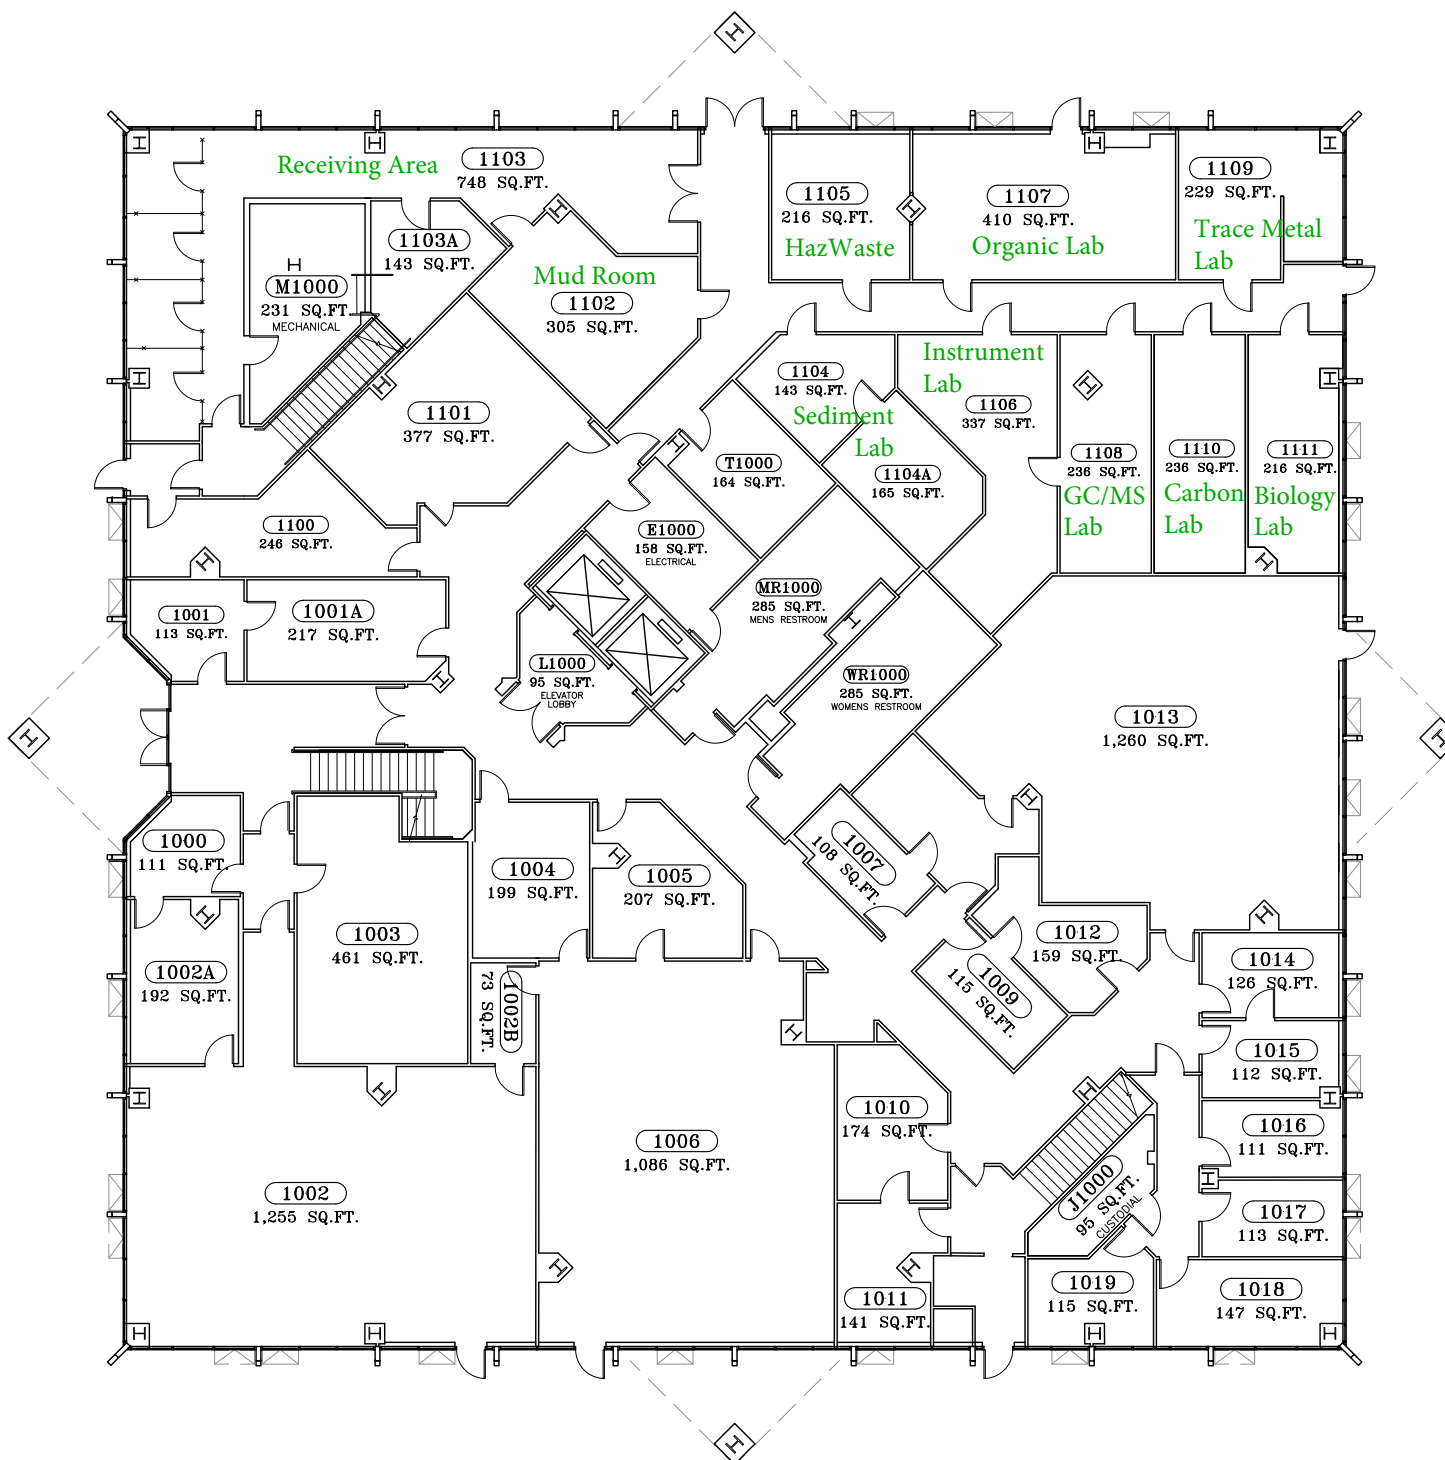 H
H
H
H
H
Receiving Area
1103
748 SQ.FT.
1105
216 SQ.FT.
HazWaste
1107
410 SQ.FT.
Organic Lab
1109
229 SQ.FT.
Trace Metal
Lab
H
H
1103A
143 SQ.FT.
H
M1000
231 SQ.FT.
MECHANICAL
Mud Room
1102
305 SQ.FT.
H
H
H
H
1101
377 SQ.FT.
1104
143 SQ.FT.
Sediment
Lab
Instrument
Lab
1106
337 SQ.FT.
H
T1000
164 SQ.FT.
1104A
165 SQ.FT.
1108
236 SQ.FT.
GC/MS
Lab
1110
236 SQ.FT.
Carbon
Lab
1111
216 SQ.FT.
Biology
Lab
1100
246 SQ.FT.
H
E1000
158 SQ.FT.
ELECTRICAL
H
1001
113 SQ.FT.
1001A
217 SQ.FT.
MR1000
285 SQ.FT.
MENS RESTROOM
H
H
L1000
95 SQ.FT.
ELEVATOR
LOBBY
WR1000
285 SQ.FT.
WOMENS RESTROOM
H
1013
1,260 SQ.FT.
H
H
1000
111 SQ.FT.
1004
199 SQ.FT.
H
1005
207 SQ.FT.
1007
108 SQ.FT.
H
H
1003
461 SQ.FT.
1012
159 SQ.FT.
1014
126 SQ.FT.
1002A
192 SQ.FT.
1002B
73 SQ.FT.
1009
115 SQ.FT.
H
1015
112 SQ.FT.
H
H
H
H
1010
174 SQ.FT.
1016
111 SQ.FT.
1006
1,086 SQ.FT.
1002
1,255 SQ.FT.
J1000
95 SQ.FT.
CUSTODIAL
H
1017
113 SQ.FT.
H
H
1011
141 SQ.FT.
1019
115 SQ.FT.
1018
147 SQ.FT.
H
H
H
H
H